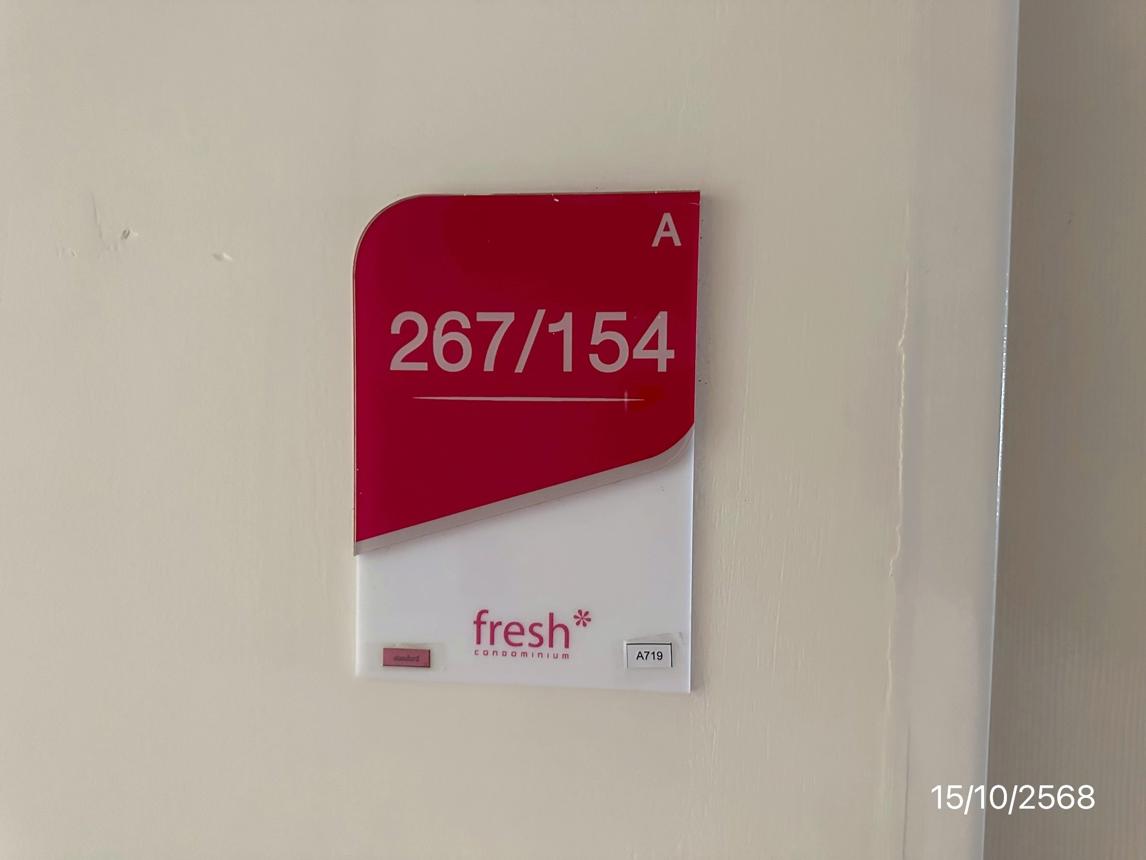 A
267/154
fresh*
CONDOMINIUM
standard
A719
15/10/2568